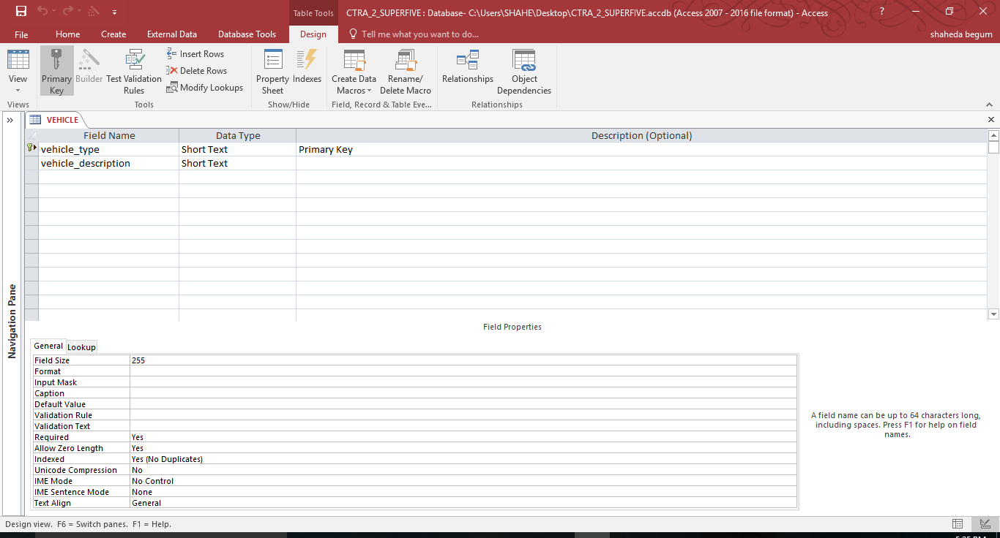 Table Tools
CTRA_2_SUPERFIVE : Database- C:\Users\SHAHE\Desktop\CTRA_2_SUPERFIVE.accdb (Access 2007 - 2016 file format) - Access
?
File Home Create External Data Database Tools Design Tell me what you want to do... shaheda begum
View
Primary Key
Builder
Test Validation Rules
Insert Rows
Delete Rows
Modify Lookups
Property Sheet
Indexes
Create Data Macros
Rename/ Delete Macro
Relationships
Object Dependencies
Views Tools Show/Hide Field, Record & Table Eve... Relationships
»
VEHICLE
Navigation Pane
Field Name Data Type Description (Optional)
vehicle_type Short Text Primary Key
vehicle_description Short Text
Field Properties
General Lookup
Field Size 255
Format
Input Mask
Caption
Default Value
Validation Rule
Validation Text
Required Yes
Allow Zero Length Yes
Indexed Yes (No Duplicates)
Unicode Compression No
IME Mode No Control
IME Sentence Mode None
Text Align General
A field name can be up to 64 characters long,
including spaces. Press F1 for help on field
names.
Design view. F6 = Switch panes. F1 = Help.